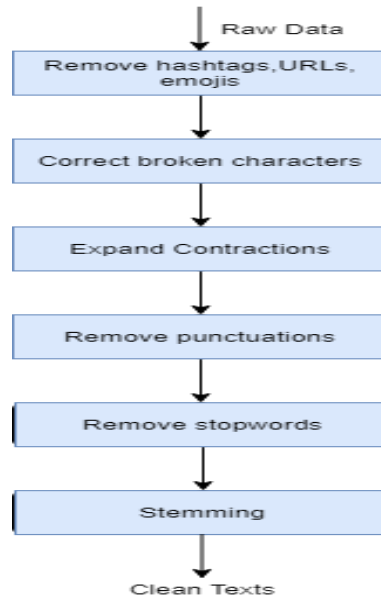 Raw Data
Remove hashtags,URLs,
emojis
Correct broken characters
Expand Contractions
Remove punctuations
Remove stopwords
Stemming
Clean Texts